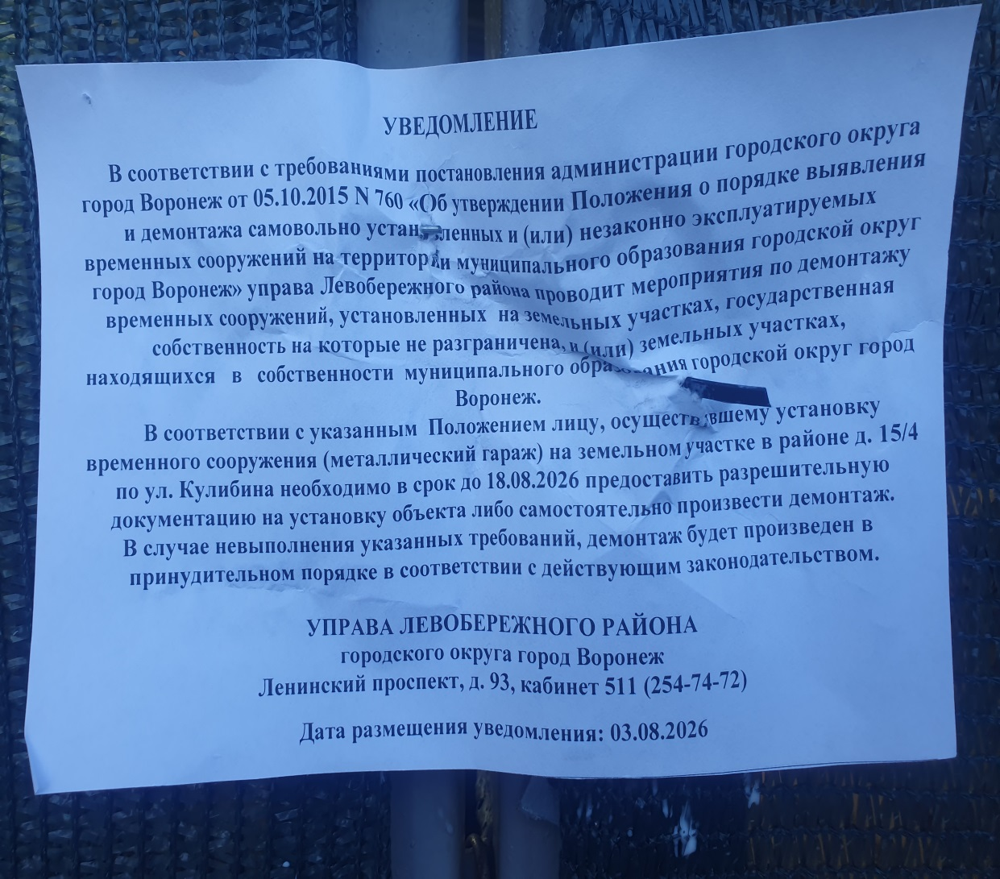 УВЕДОМЛЕНИЕ
В соответствии с требованиями постановления администрации городского округа
город Воронеж от 05.10.2015 N 760 «Об утверждении Положения о порядке выявления
и демонтажа самовольно установленных и (или) незаконно эксплуатируемых
временных сооружений на территории муниципального образования городской округ
город Воронеж» управа Левобережного района проводит мероприятия по демонтажу
временных сооружений, установленных на земельных участках, государственная
собственность на которые не разграничена, и (или) земельных участках,
находящихся в собственности муниципального образования городской округ город
Воронеж.
В соответствии с указанным Положением лицу, осуществившему установку
временного сооружения (металлический гараж) на земельном участке в районе д. 15/4
по ул. Кулибина необходимо в срок до 18.08.2026 предоставить разрешительную
документацию на установку объекта либо самостоятельно произвести демонтаж.
В случае невыполнения указанных требований, демонтаж будет произведен в
принудительном порядке в соответствии с действующим законодательством.
УПРАВА ЛЕВОБЕРЕЖНОГО РАЙОНА
городского округа город Воронеж
Ленинский проспект, д. 93, кабинет 511 (254-74-72)
Дата размещения уведомления: 03.08.2026